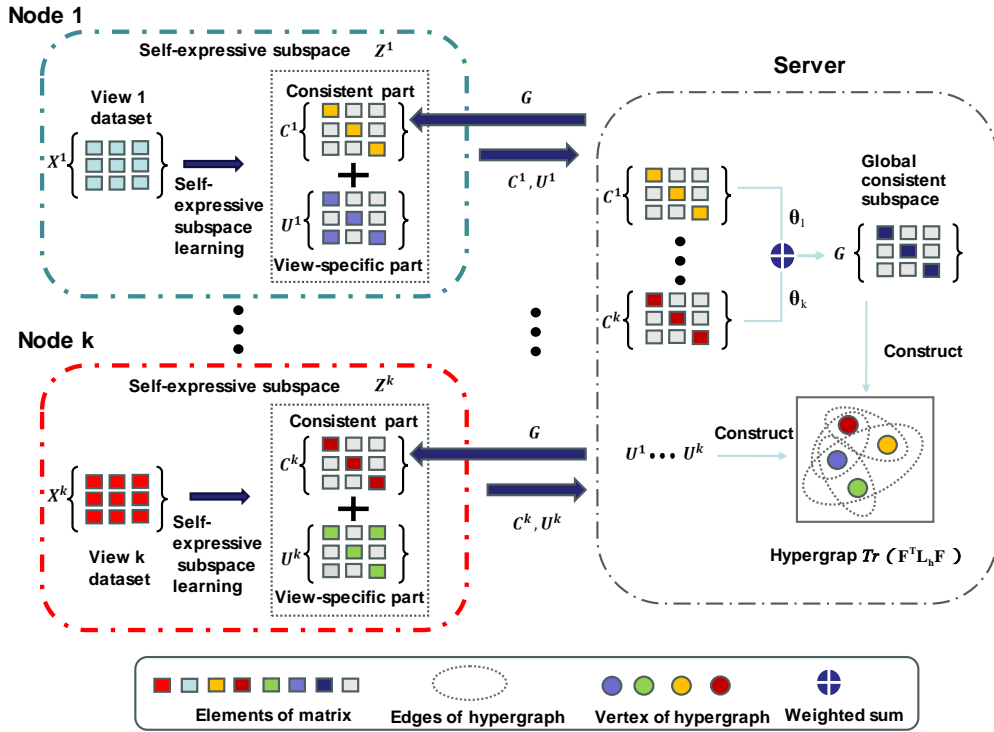 Node 1
Self-expressive subspace Z¹
View 1
dataset
X¹
Self-
expressive
subspace
learning
Consistent part
C¹
+
U¹
View-specific part
G
C¹, U¹
Node k
Self-expressive subspace Zᵏ
Xᵏ
View k
dataset
Self-
expressive
subspace
learning
Consistent part
Cᵏ
+
Uᵏ
View-specific part
G
Cᵏ, Uᵏ
Server
C¹
θ₁
Cᵏ
θₖ
Global
consistent
subspace
G
Construct
U¹ ••• Uᵏ
Construct
Hypergrap Tr (FᵀLₕF)
Elements of matrix
Edges of hypergraph
Vertex of hypergraph
Weighted sum